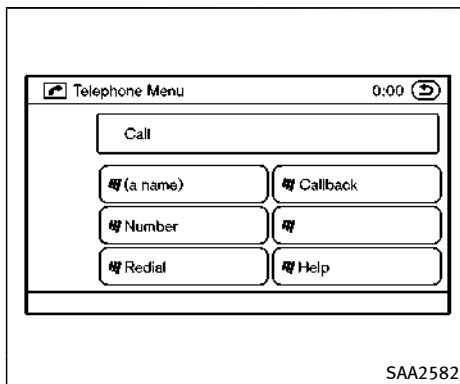 Telephone Menu 0:00
Call
(a name) Callback
Number
Redial Help
SAA2582